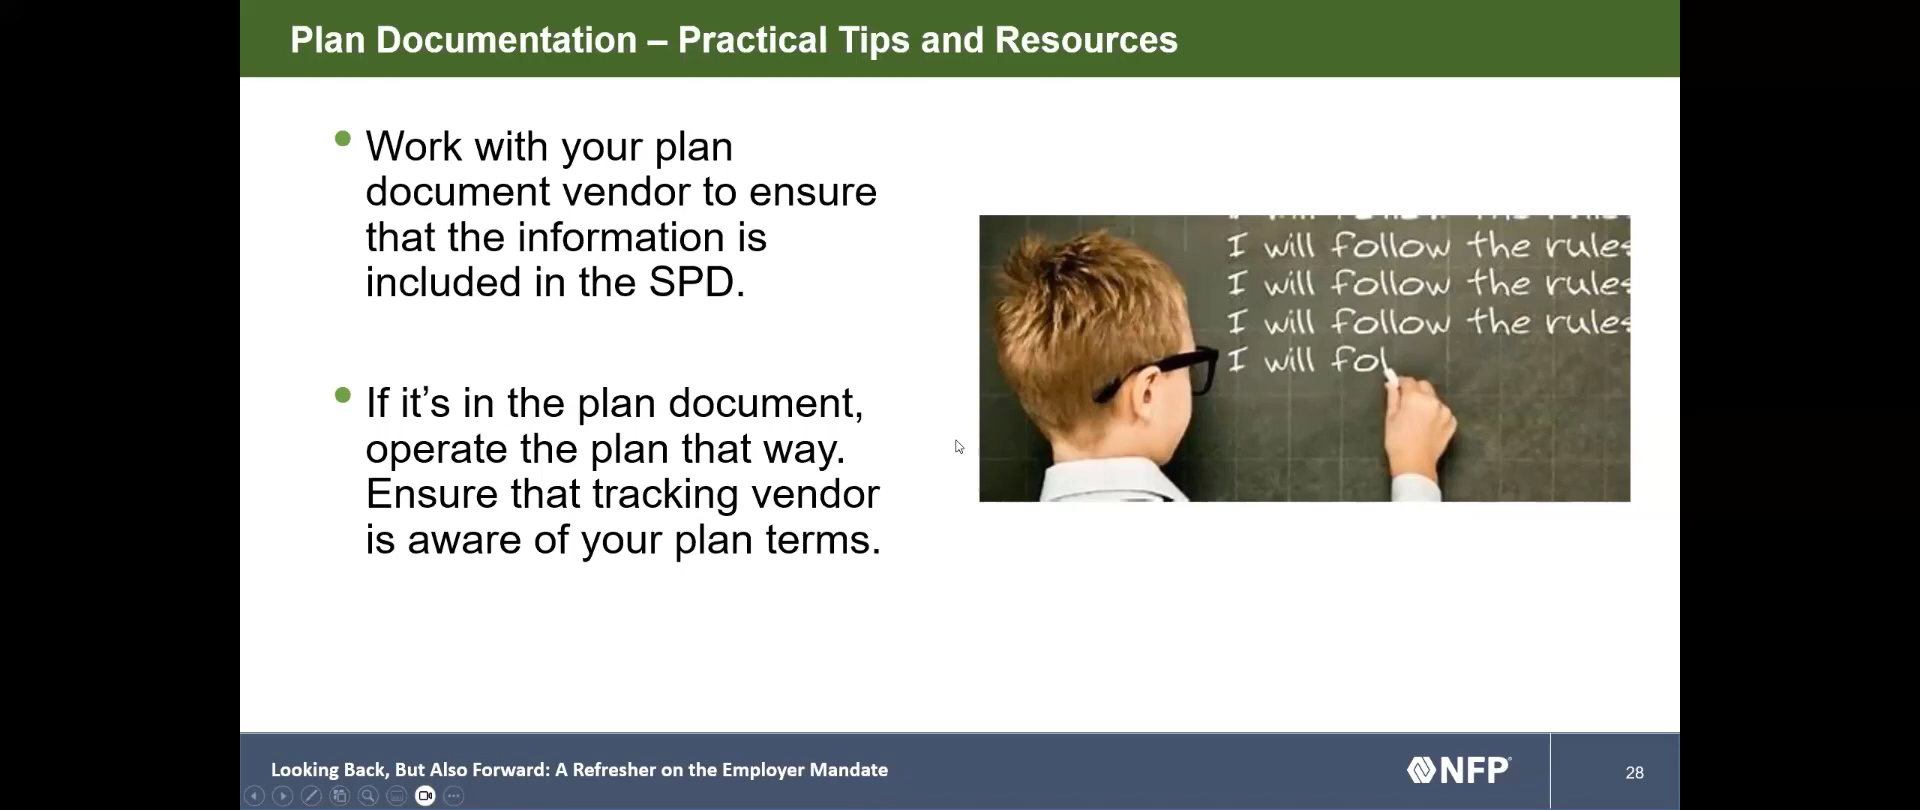 Plan Documentation – Practical Tips and Resources
Work with your plan
document vendor to ensure
that the information is
included in the SPD.
If it’s in the plan document,
operate the plan that way.
Ensure that tracking vendor
is aware of your plan terms.
I will follow the rules
I will follow the rules
I will follow the rules
I will fol
Looking Back, But Also Forward: A Refresher on the Employer Mandate
NFP
28